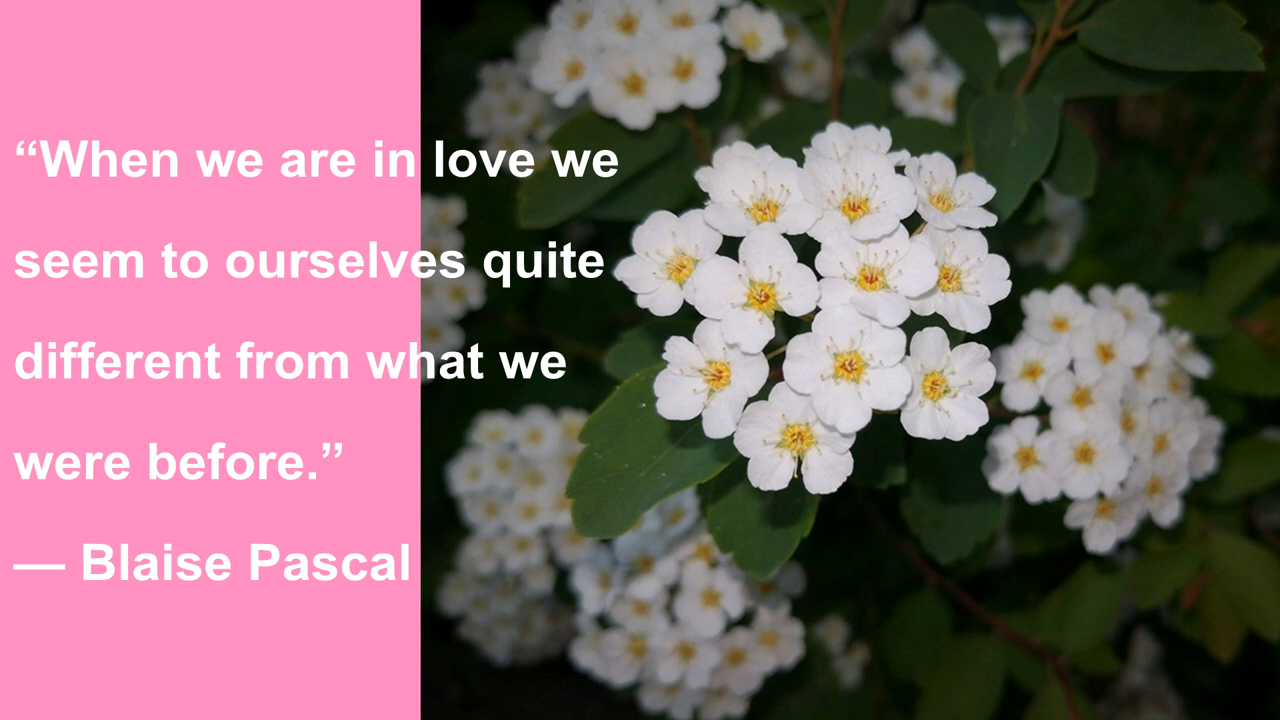 “When we are in love we
seem to ourselves quite
different from what we
were before.”
— Blaise Pascal